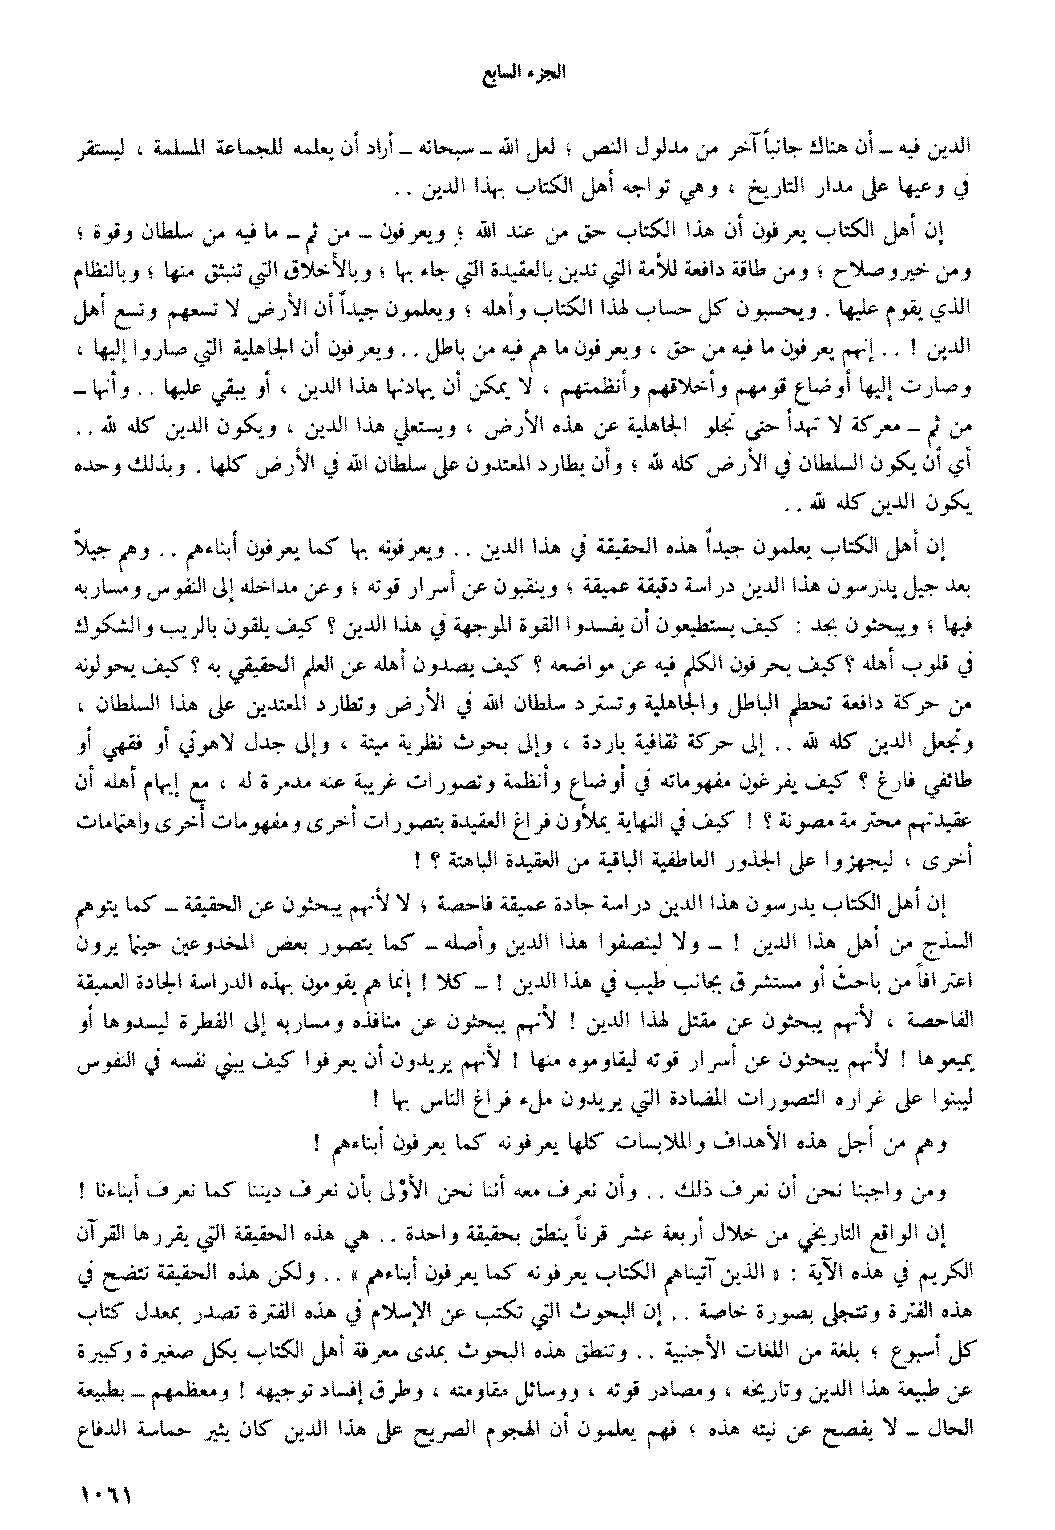 الجزء السابع
الدين فيه ــ أن هناك جانباً آخر من مدلول النص ؛ لعل الله ــ سبحانه ــ أراد أن يعلمه للجماعة المسلمة ، ليستقر
في وعيها على مدار التاريخ ، وهي تواجه أهل الكتاب بهذا الدين ..
إن أهل الكتاب يعرفون أن هذا الكتاب حق من عند الله ؛ ويعرفون ــ من ثم ــ ما فيه من سلطان وقوة ؛
ومن خير وصلاح ؛ ومن طاقة دافعة للأمة التي تدين بالعقيدة التي جاء بها ؛ وبالأخلاق التي تنبثق منها ؛ وبالنظام
الذي يقوم عليها . ويحسبون كل حساب لهذا الكتاب وأهله ؛ ويعلمون جيداً أن الأرض لا تسعهم وتسع أهل
الدين ! .. إنهم يعرفون ما فيه من حق ، ويعرفون ما هم فيه من باطل .. ويعرفون أن الجاهلية التي صاروا إليها ،
وصارت إليها أوضاع قومهم وأخلاقهم وأنظمتهم ، لا يمكن أن يهادنها هذا الدين ، أو يبقي عليها .. وأنها ــ
من ثم ــ معركة لا تهدأ حتى تجلو الجاهلية عن هذه الأرض ، ويستعلي هذا الدين ، ويكون الدين كله لله ..
أي أن يكون السلطان في الأرض كله لله ؛ وأن يطارد المعتدون على سلطان الله في الأرض كلها . وبذلك وحده
يكون الدين كله لله ..
إن أهل الكتاب يعلمون جيداً هذه الحقيقة في هذا الدين .. ويعرفونه بها كما يعرفون أبناءهم .. وهم جيلاً
بعد جيل يدرسون هذا الدين دراسة دقيقة عميقة ؛ وينقبون عن أسرار قوته ؛ وعن مداخله إلى النفوس ومساربه
فيها ؛ ويبحثون بجد : كيف يستطيعون أن يفسدوا القوة الموجهة في هذا الدين ؟ كيف يلقون بالريب والشكوك
في قلوب أهله ؟ كيف يحرفون الكلم فيه عن مواضعه ؟ كيف يصدون أهله عن العلم الحقيقي به ؟ كيف يحولونه
من حركة دافعة تحطم الباطل والجاهلية وتسترد سلطان الله في الأرض وتطارد المعتدين على هذا السلطان ،
وتجعل الدين كله لله .. إلى حركة ثقافية باردة ، وإلى بحوث نظرية ميتة ، وإلى جدل لاهوتي أو فقهي أو
طائفي فارغ ؟ كيف يفرغون مفهوماته في أوضاع وأنظمة وتصورات غريبة عنه مدمرة له ، مع إيهام أهله أن
عقيدتهم محترمة مصونة ؟ ! كيف في النهاية يملأون فراغ العقيدة بتصورات أخرى ومفهومات أخرى واهتمامات
أخرى ، ليجهزوا على الجذور العاطفية الباقية من العقيدة الباهتة ؟ !
إن أهل الكتاب يدرسون هذا الدين دراسة جادة عميقة فاحصة ؛ لا لأنهم يبحثون عن الحقيقة ــ كما يتوهم
السذج من أهل هذا الدين ! ــ ولا لينصفوا هذا الدين وأصله ــ كما يتصور بعض المخدوعين حينما يرون
اعترافاً من باحث أو مستشرق بجانب طيب في هذا الدين ! ــ كلا ! إنما هم يقومون بهذه الدراسة الجادة العميقة
الفاحصة ، لأنهم يبحثون عن مقتل لهذا الدين ! لأنهم يبحثون عن منافذه ومساربه إلى الفطرة ليسدوها أو
يميعوها ! لأنهم يبحثون عن أسرار قوته ليقاوموه منها ! لأنهم يريدون أن يعرفوا كيف يبني نفسه في النفوس
ليبنوا على غراره التصورات المضادة التي يريدون ملء فراغ الناس بها !
وهم من أجل هذه الأهداف والملابسات كلها يعرفونه كما يعرفون أبناءهم !
ومن واجبنا نحن أن نعرف ذلك .. وأن نعرف معه أننا نحن الأوْلى بأن نعرف ديننا كما نعرف أبناءنا !
إن الواقع التاريخي من خلال أربعة عشر قرناً ينطق بحقيقة واحدة .. هي هذه الحقيقة التي يقررها القرآن
الكريم في هذه الآية : « الذين آتيناهم الكتاب يعرفونه كما يعرفون أبناءهم » .. ولكن هذه الحقيقة تتضح في
هذه الفترة وتتجلى بصورة خاصة .. إن البحوث التي تكتب عن الإسلام في هذه الفترة تصدر بمعدل كتاب
كل أسبوع ؛ بلغة من اللغات الأجنبية .. وتنطق هذه البحوث بمدى معرفة أهل الكتاب بكل صغيرة وكبيرة
عن طبيعة هذا الدين وتاريخه ، ومصادر قوته ، ووسائل مقاومته ، وطرق إفساد توجيهه ! ومعظمهم ــ بطبيعة
الحال ــ لا يفصح عن نيته هذه ؛ فهم يعلمون أن الهجوم الصريح على هذا الدين كان يثير حماسة الدفاع
١٠٦١